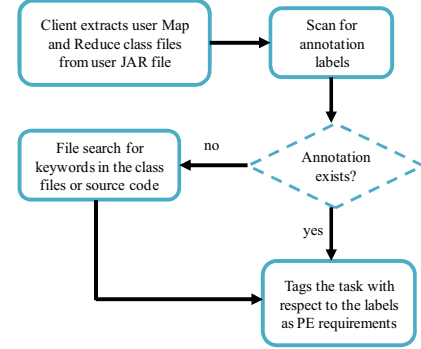 Client extracts user Map
and Reduce class files
from user JAR file
Scan for
annotation
labels
Annotation
exists?
no
File search for
keywords in the class
files or source code
yes
Tags the task with
respect to the labels
as PE requirements